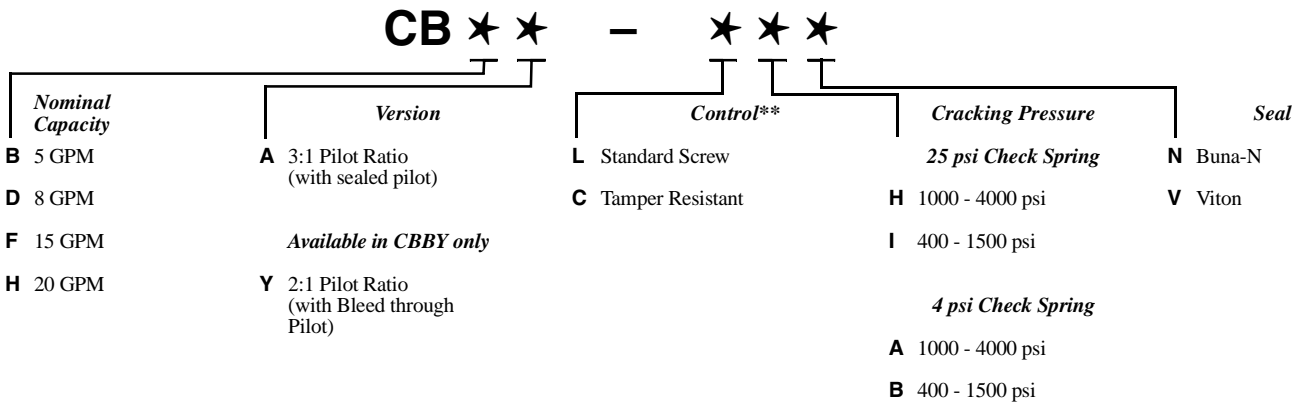 CB ★ ★ – ★ ★ ★
Nominal
Capacity
B 5 GPM
D 8 GPM
F 15 GPM
H 20 GPM
Version
A 3:1 Pilot Ratio
(with sealed pilot)
Available in CBBY only
Y 2:1 Pilot Ratio
(with Bleed through
Pilot)
Control**
L Standard Screw
C Tamper Resistant
Cracking Pressure
25 psi Check Spring
H 1000 - 4000 psi
I 400 - 1500 psi
4 psi Check Spring
A 1000 - 4000 psi
B 400 - 1500 psi
Seal
N Buna-N
V Viton